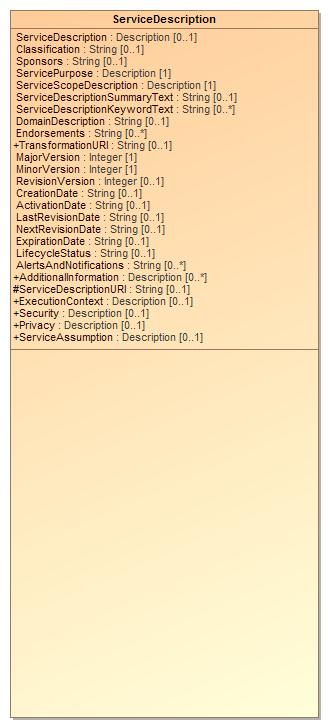 ServiceDescription
ServiceDescription : Description [0..1]
Classification : String [0..1]
Sponsors : String [0..1]
ServicePurpose : Description [1]
ServiceScopeDescription : Description [1]
ServiceDescriptionSummaryText : String [0..1]
ServiceDescriptionKeywordText : String [0..*]
DomainDescription : String [0..1]
Endorsements : String [0..*]
+TransformationURI : String [0..1]
MajorVersion : Integer [1]
MinorVersion : Integer [1]
RevisionVersion : Integer [0..1]
CreationDate : String [0..1]
ActivationDate : String [0..1]
LastRevisionDate : String [0..1]
NextRevisionDate : String [0..1]
ExpirationDate : String [0..1]
LifecycleStatus : String [0..1]
AlertsAndNotifications : String [0..*]
+AdditionalInformation : Description [0..*]
#ServiceDescriptionURI : String [0..1]
+ExecutionContext : Description [0..1]
+Security : Description [0..1]
+Privacy : Description [0..1]
+ServiceAssumption : Description [0..1]